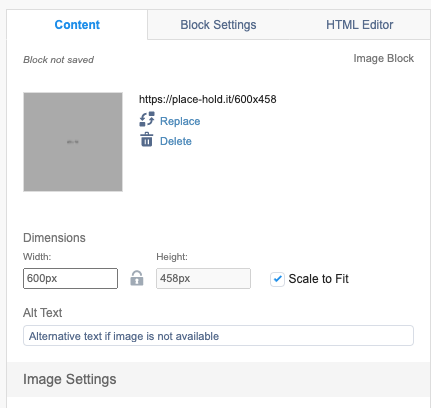 Content Block Settings HTML Editor
Block not saved Image Block
https://place-hold.it/600x458
Replace
Delete
Dimensions
Width: Height:
600px 458px Scale to Fit
Alt Text
Alternative text if image is not available
Image Settings